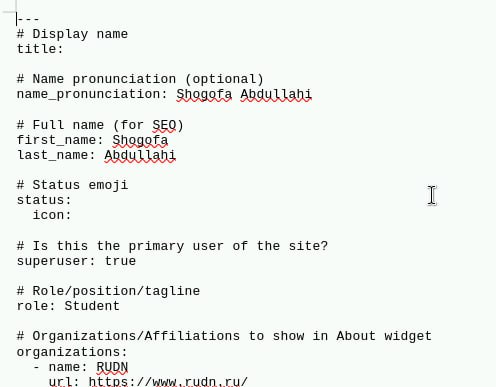 ---
# Display name
title:
# Name pronunciation (optional)
name_pronunciation: Shogofa Abdullahi
# Full name (for SEO)
first_name: Shogofa
last_name: Abdullahi
# Status emoji
status:
  icon:
# Is this the primary user of the site?
superuser: true
# Role/position/tagline
role: Student
# Organizations/Affiliations to show in About widget
organizations:
  - name: RUDN
    url: https://www.rudn.ru/